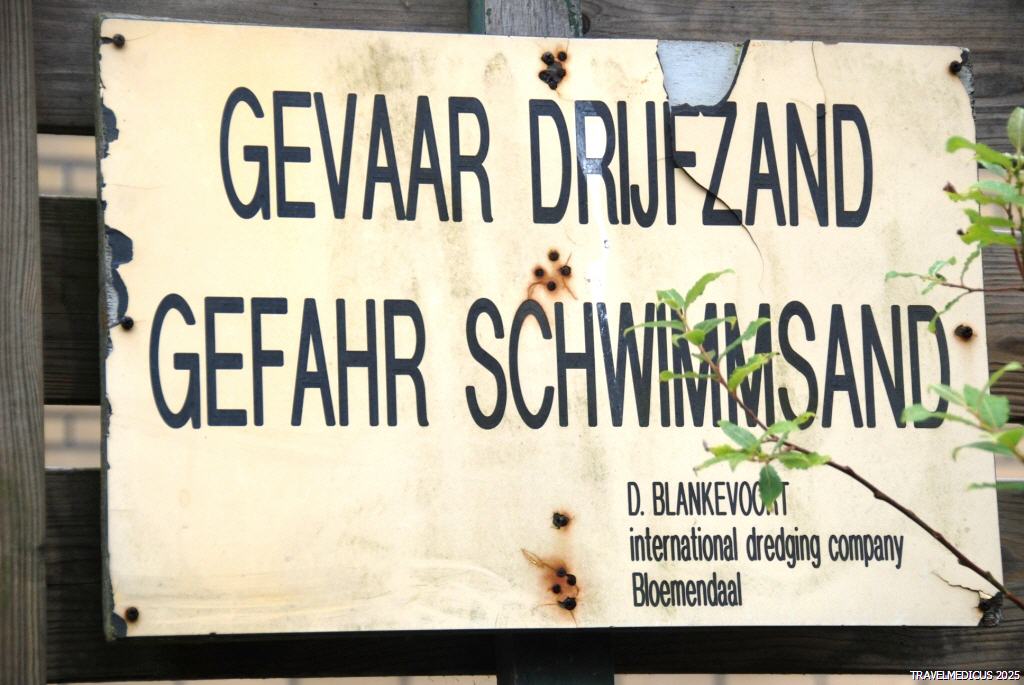 GEVAAR DRIJFZAND
GEFAHR SCHWIMMSAND
D. BLANKEVOORT
international dredging company
Bloemendaal
TRAVELMEDICUS 2025